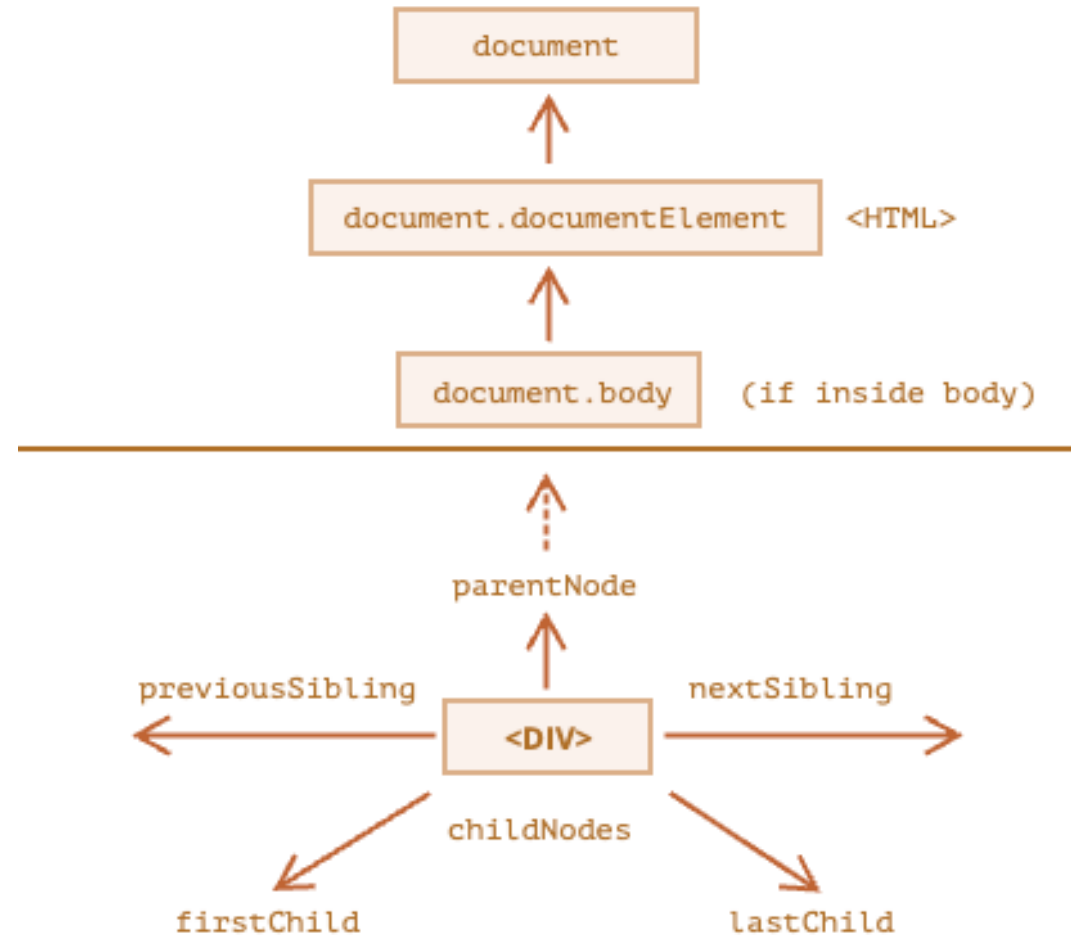 document
document.documentElement <HTML>
document.body (if inside body)
parentNode
previousSibling nextSibling
<DIV>
childNodes
firstChild lastChild